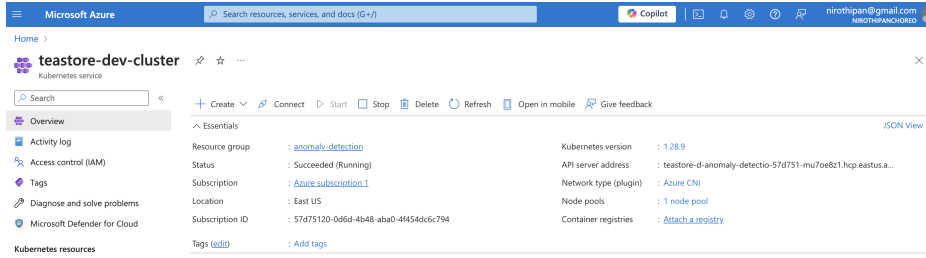 Microsoft Azure
Search resources, services, and docs (G+/)
Copilot
nirothipan@gmail.com
NIROTHIPANCHOREO
Home >
teastore-dev-cluster
Kubernetes service
Search
Create Connect Start Stop Delete Refresh Open in mobile Give feedback
Overview
Activity log
Access control (IAM)
Tags
Diagnose and solve problems
Microsoft Defender for Cloud
Kubernetes resources
Essentials
JSON View
Resource group : anomaly-detection
Status : Succeeded (Running)
Subscription : Azure subscription 1
Location : East US
Subscription ID : 57d75120-0d6d-4b48-aba0-4f454dc6c794
Tags (edit) : Add tags
Kubernetes version : 1.28.9
API server address : teastore-d-anomaly-detectio-57d751-mu7oe8z1.hcp.eastus.a...
Network type (plugin) : Azure CNI
Node pools : 1 node pool
Container registries : Attach a registry